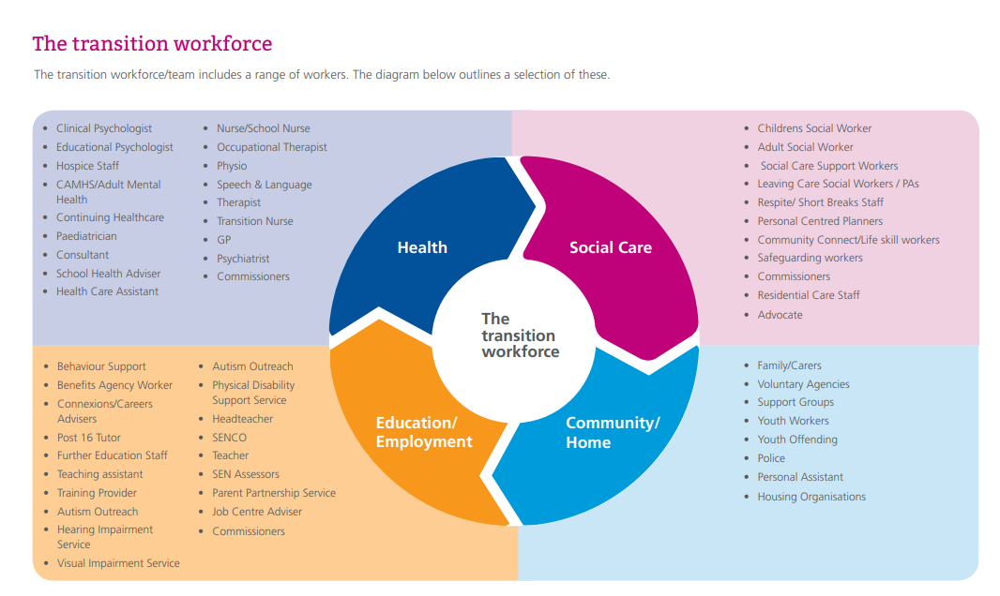 The transition workforce
The transition workforce/team includes a range of workers. The diagram below outlines a selection of these.
• Clinical Psychologist
• Educational Psychologist
• Hospice Staff
• CAMHS/Adult Mental
Health
• Continuing Healthcare
• Paediatrician
• Consultant
• School Health Adviser
• Health Care Assistant
• Nurse/School Nurse
• Occupational Therapist
• Physio
• Speech & Language
• Therapist
• Transition Nurse
• GP
• Psychiatrist
• Commissioners
• Childrens Social Worker
• Adult Social Worker
• Social Care Support Workers
• Leaving Care Social Workers / PAs
• Respite/ Short Breaks Staff
• Personal Centred Planners
• Community Connect/Life skill workers
• Safeguarding workers
• Commissioners
• Residential Care Staff
• Advocate
Health
Social Care
The
transition
workforce
Education/
Employment
Community/
Home
• Behaviour Support
• Benefits Agency Worker
• Connexions/Careers
Advisers
• Post 16 Tutor
• Further Education Staff
• Teaching assistant
• Training Provider
• Autism Outreach
• Hearing Impairment
Service
• Visual Impairment Service
• Autism Outreach
• Physical Disability
Support Service
• Headteacher
• SENCO
• Teacher
• SEN Assessors
• Parent Partnership Service
• Job Centre Adviser
• Commissioners
• Family/Carers
• Voluntary Agencies
• Support Groups
• Youth Workers
• Youth Offending
• Police
• Personal Assistant
• Housing Organisations